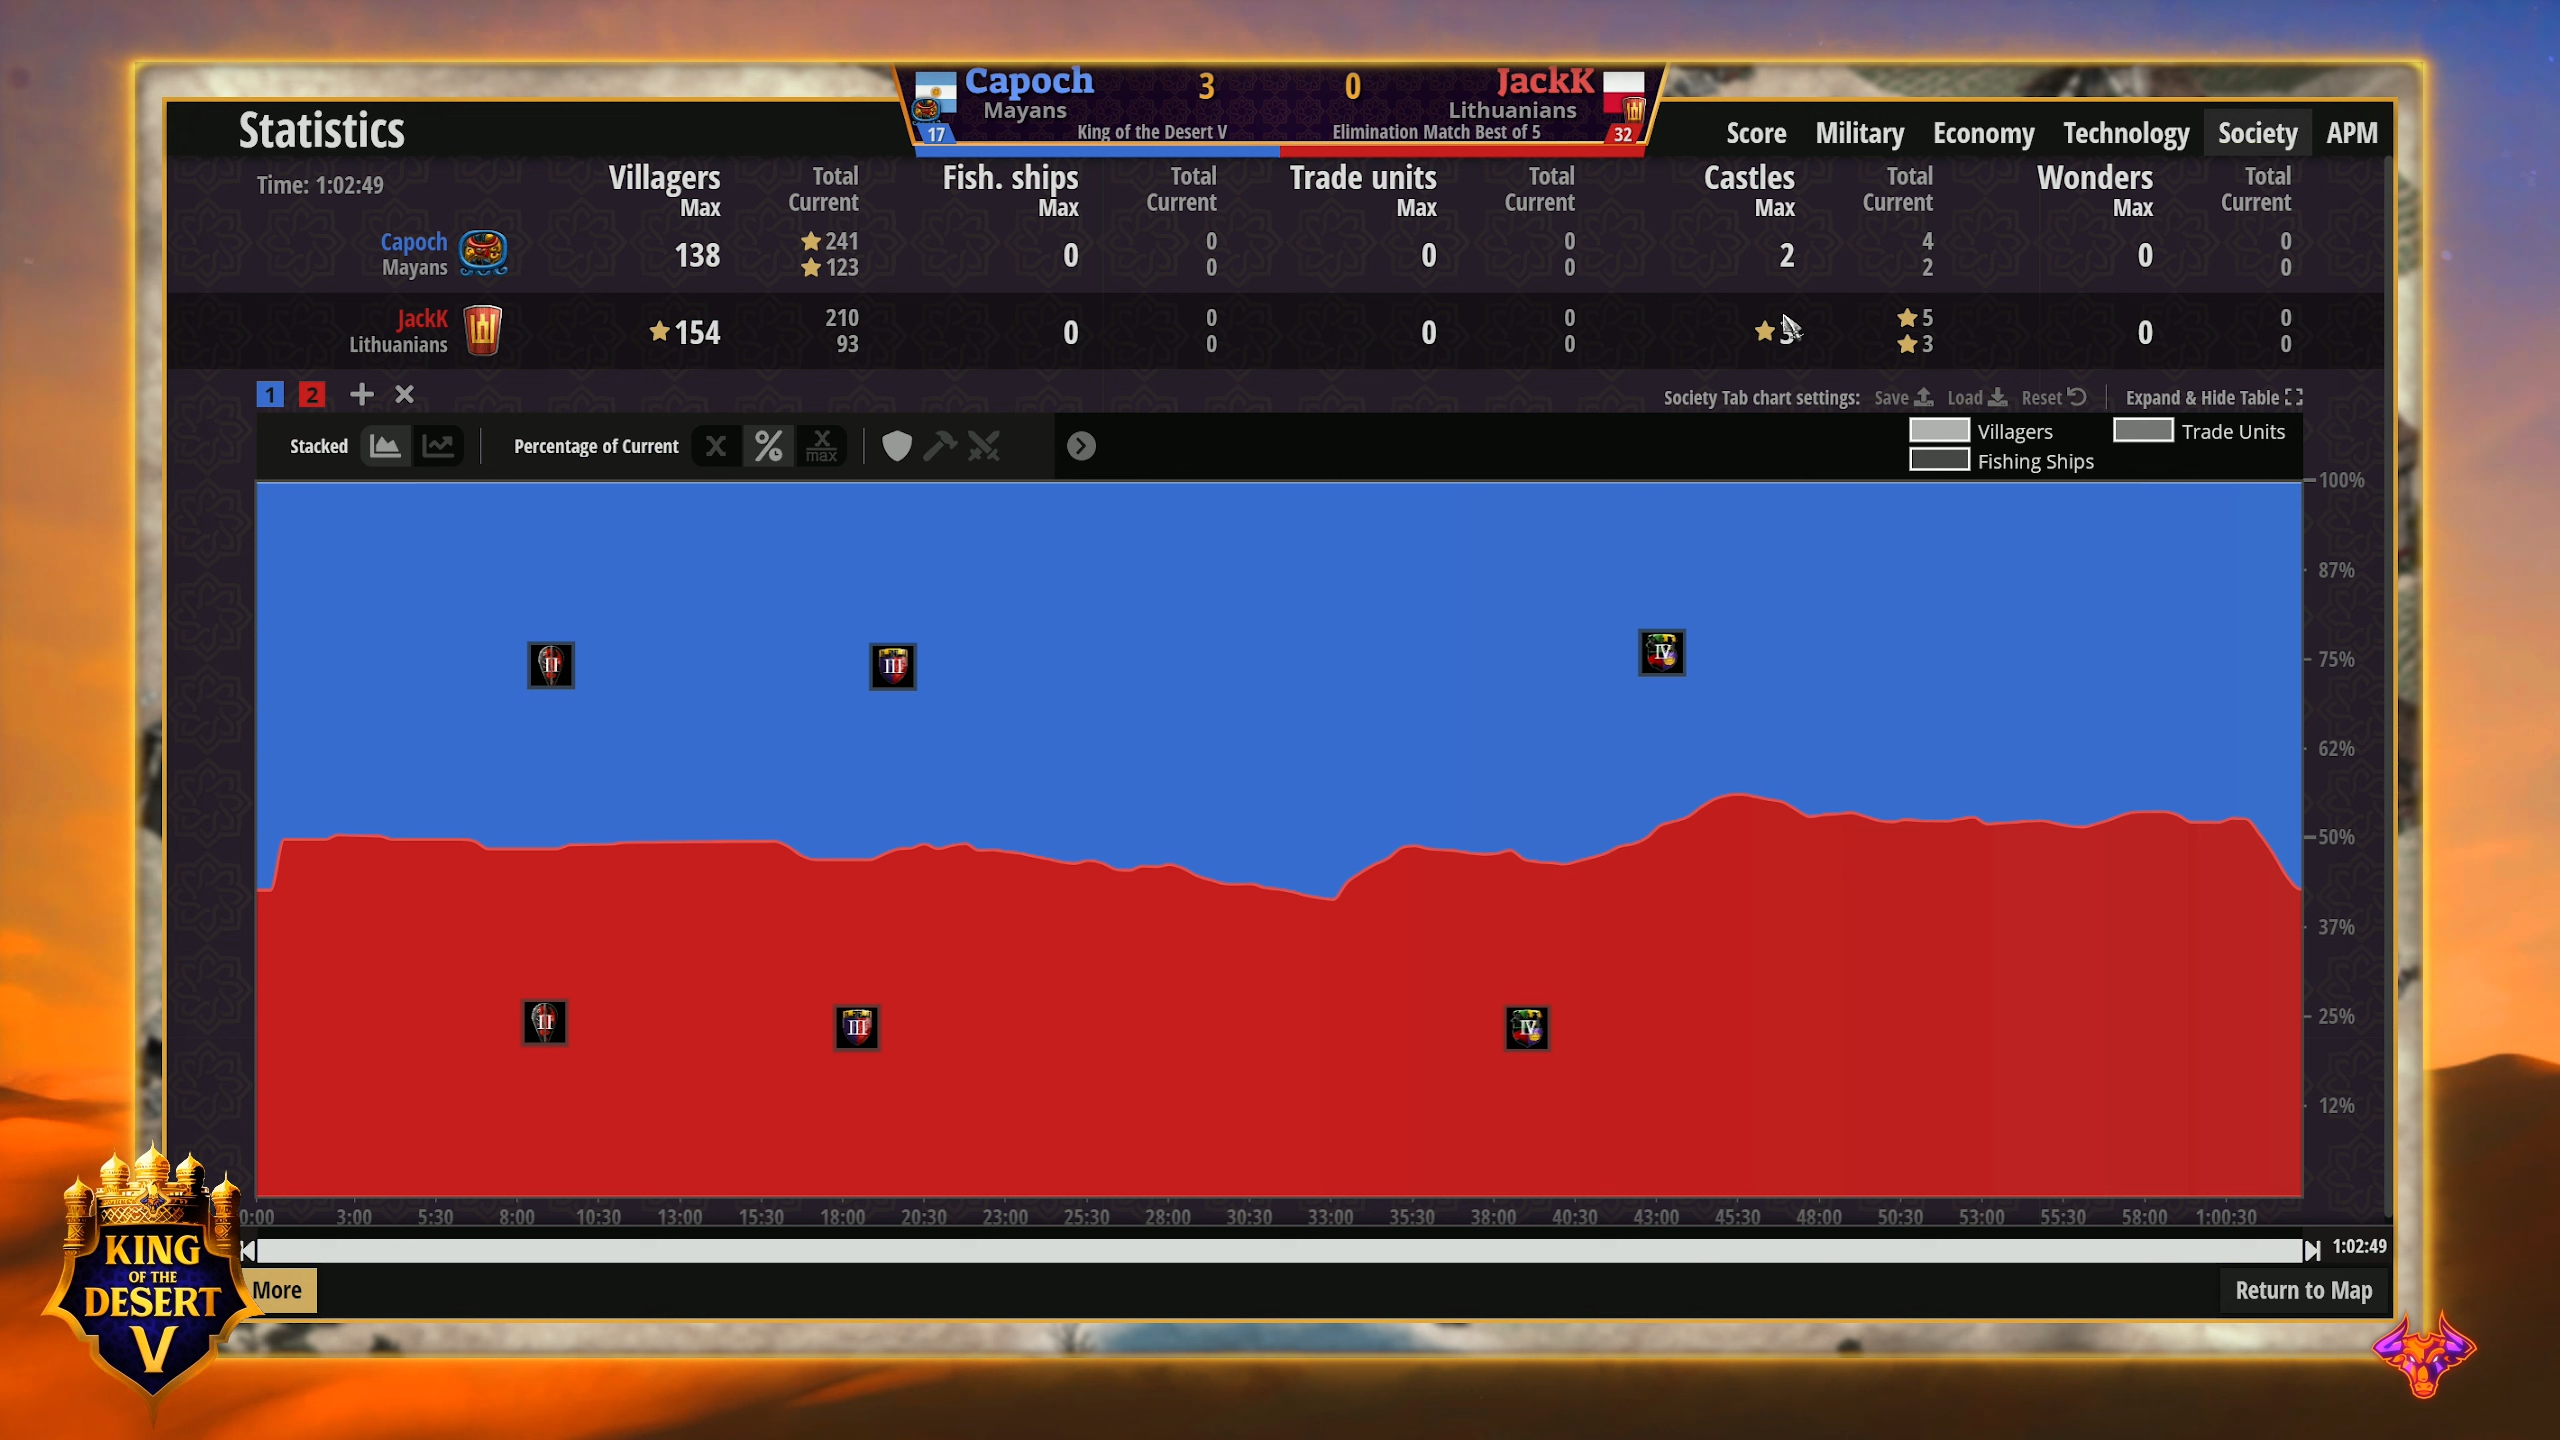 Capoch 3 0 JackK
Mayans Lithuanians
17 King of the Desert V Elimination Match Best of 5 32
Statistics
Score Military Economy Technology Society APM
Time: 1:02:49
Villagers Max Total Current
Fish. ships Max Total Current
Trade units Max Total Current
Castles Max Total Current
Wonders Max Total Current
Capoch
Mayans
138 241 123 0 0 0 0 0 0 2 4 2 0 0 0
JackK
Lithuanians
154 210 93 0 0 0 0 0 0 3 5 3 0 0 0
1 2
Society Tab chart settings: Save Load Reset Expand & Hide Table
Stacked Percentage of Current X % X max
Villagers Trade Units
Fishing Ships
100%
87%
75%
62%
50%
37%
25%
12%
II III IV
II III IV
0:00 3:00 5:30 8:00 10:30 13:00 15:30 18:00 20:30 23:00 25:30 28:00 30:30 33:00 35:30 38:00 40:30 43:00 45:30 48:00 50:30 53:00 55:30 58:00 1:00:30
1:02:49
More
Return to Map
KING
OF THE
DESERT
V